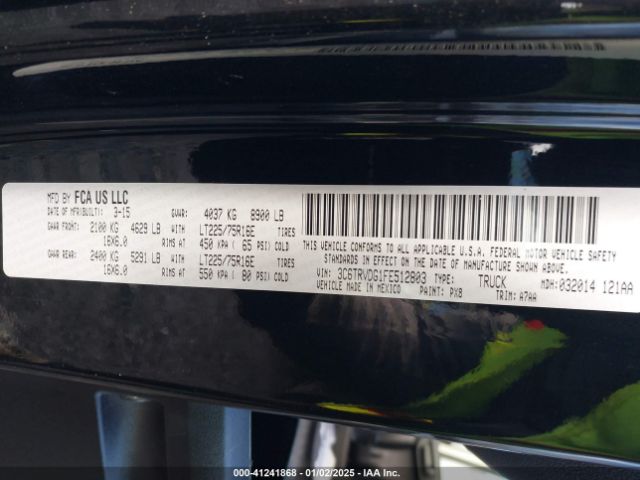 MFD BY FCA US LLC
DATE OF MFR(BUILT): 3-15 GVWR: 4037 KG 8900 LB
GAWR FRONT: 2100 KG 4629 LB WITH LT225/75R16E TIRES
16X6.0 RIMS AT 450 KPA ( 65 PSI) COLD
GAWR REAR: 2400 KG 5291 LB WITH LT225/75R16E TIRES
16X6.0 RIMS AT 550 KPA ( 80 PSI) COLD
THIS VEHICLE CONFORMS TO ALL APPLICABLE U.S.A. FEDERAL MOTOR VEHICLE SAFETY
STANDARDS IN EFFECT ON THE DATE OF MANUFACTURE SHOWN ABOVE.
VIN: 3C6TRVDG1FE512803 TYPE: TRUCK MDH: 032014 121AA
VEHICLE MADE IN MEXICO PAINT: PX8 TRIM: A7AA
000-41241868 - 01/02/2025 - IAA Inc.